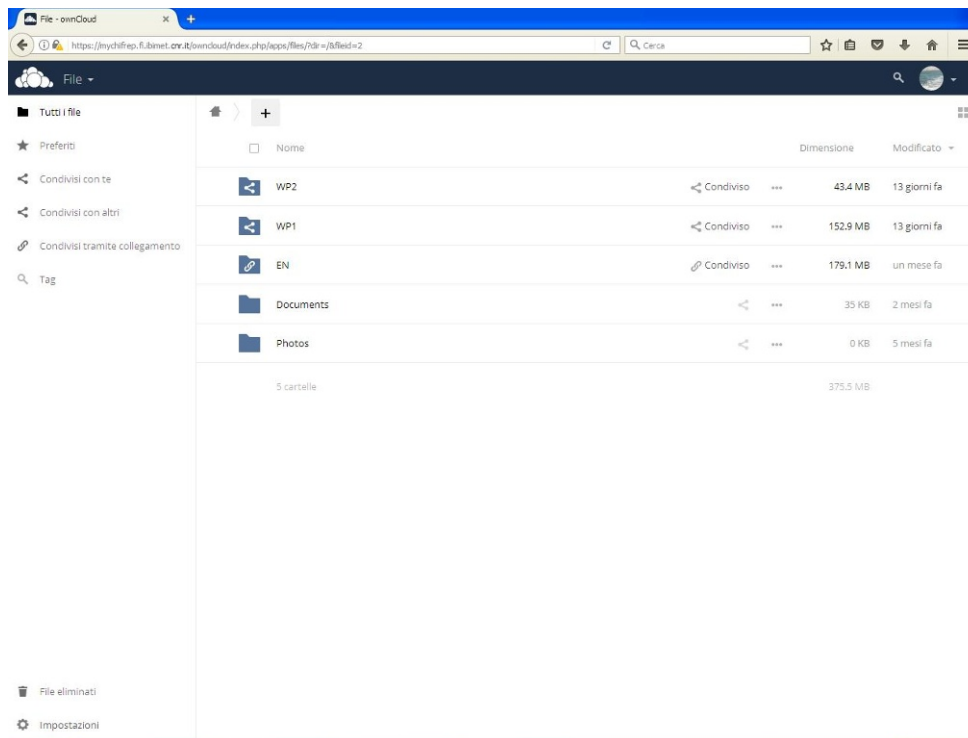 File - ownCloud
https://mychifrep.fi.ibimet.cnr.it/owncloud/index.php/apps/files/?dir=/&fileid=2
Cerca
File
Tutti i file
Preferiti
Condivisi con te
Condivisi con altri
Condivisi tramite collegamento
Tag
Nome Dimensione Modificato
WP2 Condiviso 43.4 MB 13 giorni fa
WP1 Condiviso 152.9 MB 13 giorni fa
EN Condiviso 179.1 MB un mese fa
Documents 35 KB 2 mesi fa
Photos 0 KB 5 mesi fa
5 cartelle 375.5 MB
File eliminati
Impostazioni